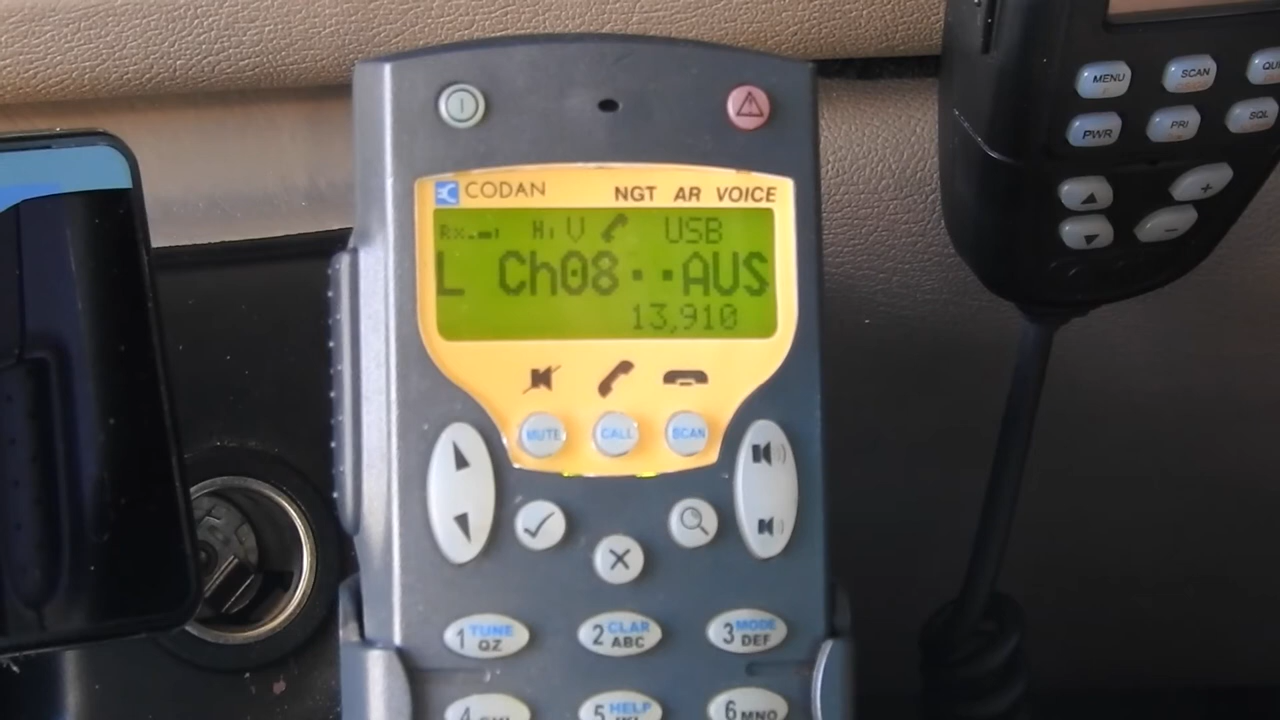 CODAN
NGT AR VOICE
Rx Hi V USB
L Ch08··AUS
13,910
MUTE
CALL
SCAN
1 TUNE QZ
2 CLAR ABC
3 MODE DEF
5 HELP
6 MNO
MENU
SCAN
PWR
PRI
SQL